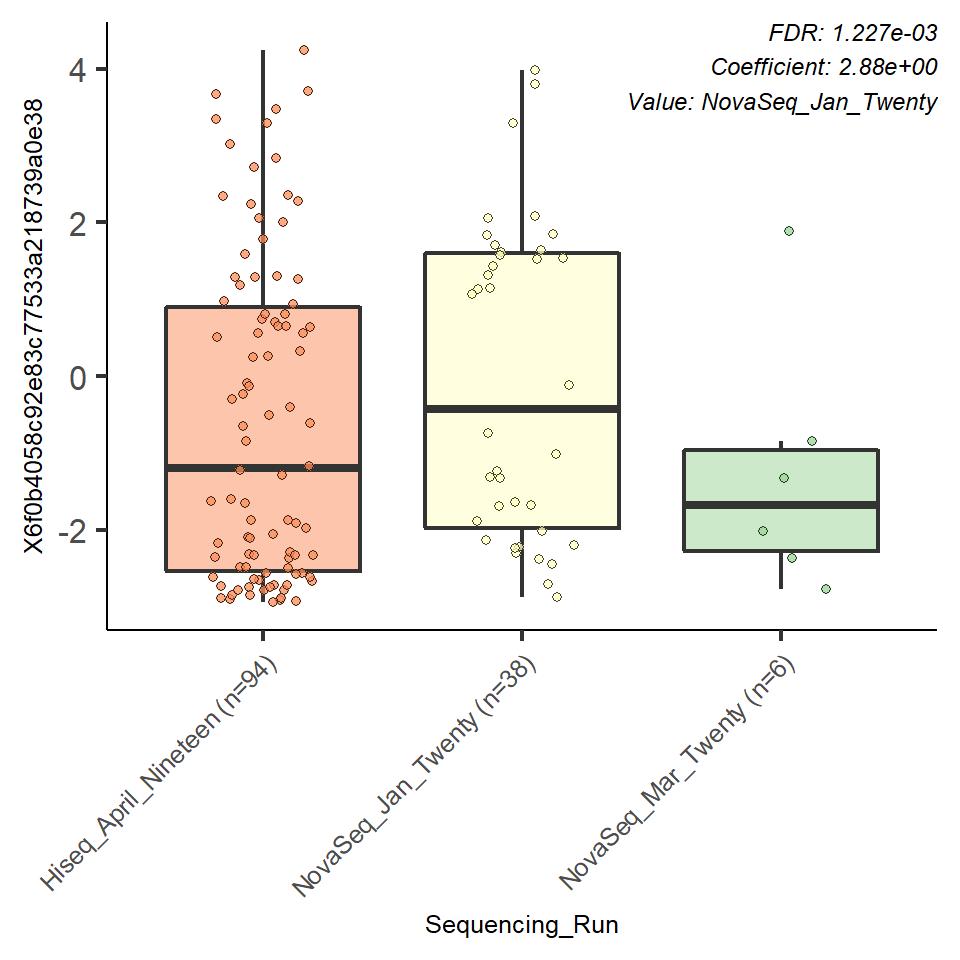 FDR: 1.227e-03
Coefficient: 2.88e+00
Value: NovaSeq_Jan_Twenty
X6f0b4058c92e83c77533a218739a0e38
4
2
0
-2
Hiseq_April_Nineteen (n=94)
NovaSeq_Jan_Twenty (n=38)
NovaSeq_Mar_Twenty (n=6)
Sequencing_Run